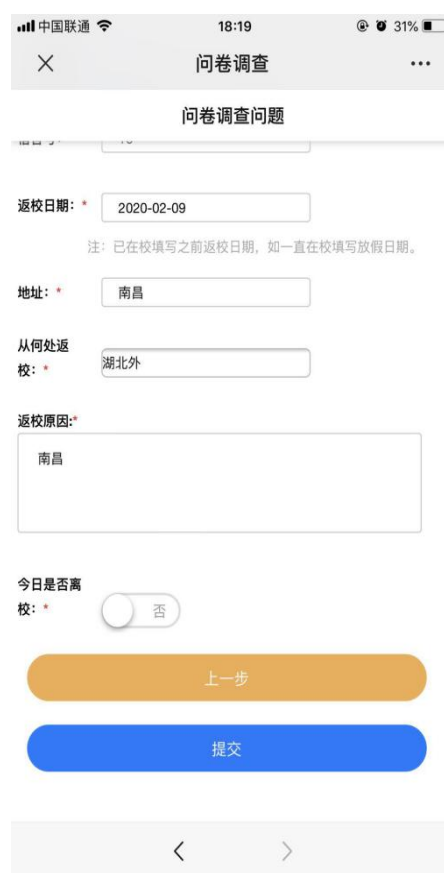 中国联通 18:19 31%
问卷调查
问卷调查问题
返校日期：* 2020-02-09
注：已在校填写之前返校日期，如一直在校填写放假日期。
地址：* 南昌
从何处返
校：* 湖北外
返校原因:*
南昌
今日是否离
校：* 否
上一步
提交